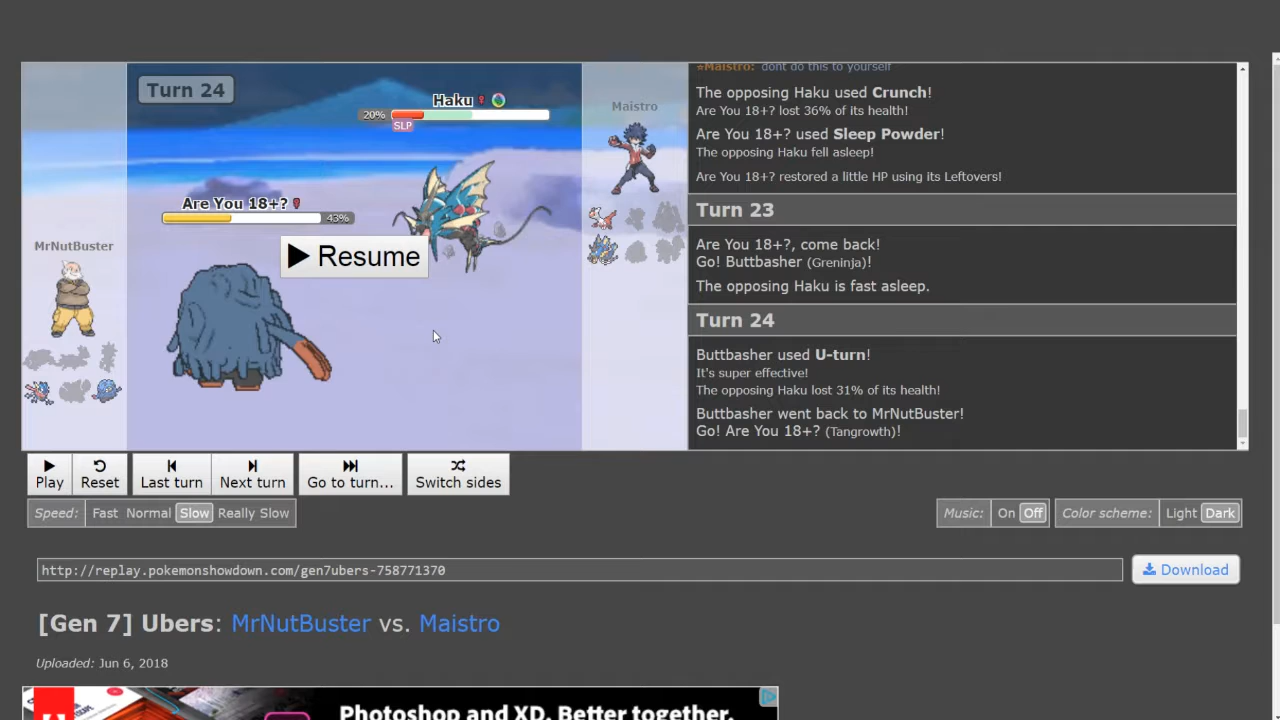 Turn 24
Haku
20%
SLP
Are You 18+?
43%
Resume
MrNutBuster
Maistro
☆Maistro: dont do this to yourself
The opposing Haku used Crunch!
Are You 18+? lost 36% of its health!
Are You 18+? used Sleep Powder!
The opposing Haku fell asleep!
Are You 18+? restored a little HP using its Leftovers!
Turn 23
Are You 18+?, come back!
Go! Buttbasher (Greninja)!
The opposing Haku is fast asleep.
Turn 24
Buttbasher used U-turn!
It's super effective!
The opposing Haku lost 31% of its health!
Buttbasher went back to MrNutBuster!
Go! Are You 18+? (Tangrowth)!
Play Reset Last turn Next turn Go to turn... Switch sides
Speed: Fast Normal Slow Really Slow
Music: On Off Color scheme: Light Dark
http://replay.pokemonshowdown.com/gen7ubers-758771370
Download
[Gen 7] Ubers: MrNutBuster vs. Maistro
Uploaded: Jun 6, 2018
Photoshop and XD. Better together.